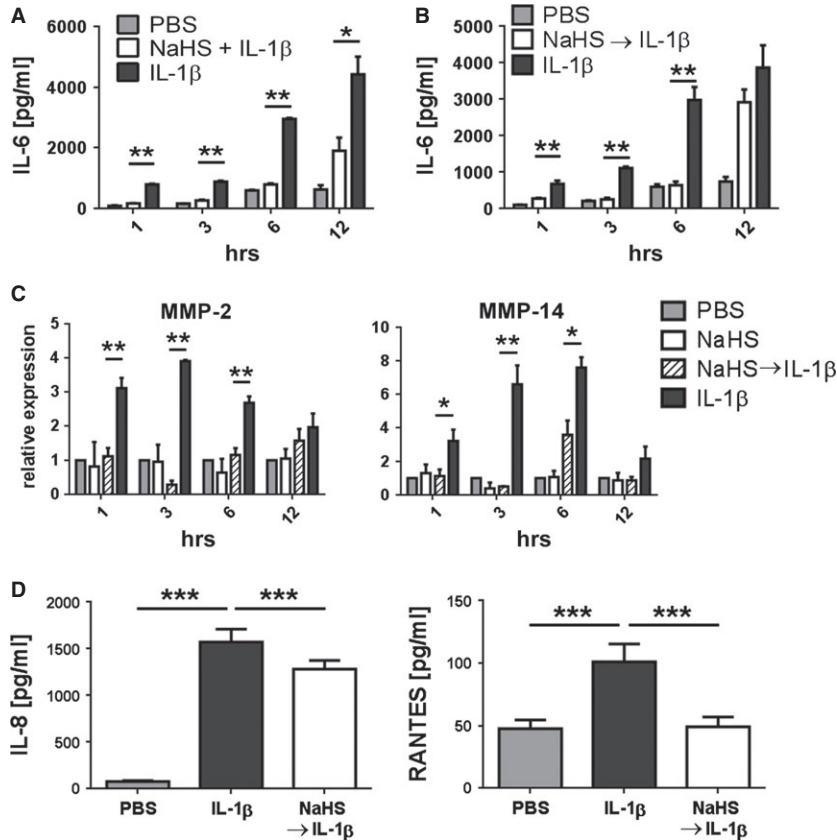 A
6000
4000
2000
0
IL-6 [pg/ml]
PBS
NaHS + IL-1β
IL-1β
**
**
**
*
1
3
6
12
hrs
B
5000
4000
3000
2000
1000
0
IL-6 [pg/ml]
PBS
NaHS → IL-1β
IL-1β
**
**
**
1
3
6
12
hrs
C
MMP-2
5
4
3
2
1
0
relative expression
**
**
**
1
3
6
12
hrs
MMP-14
10
8
6
4
2
0
*
**
*
1
3
6
12
hrs
PBS
NaHS
NaHS→IL-1β
IL-1β
D
2000
1500
1000
500
0
IL-8 [pg/ml]
***
***
PBS
IL-1β
NaHS
→IL-1β
150
100
50
0
RANTES [pg/ml]
***
***
PBS
IL-1β
NaHS
→IL-1β